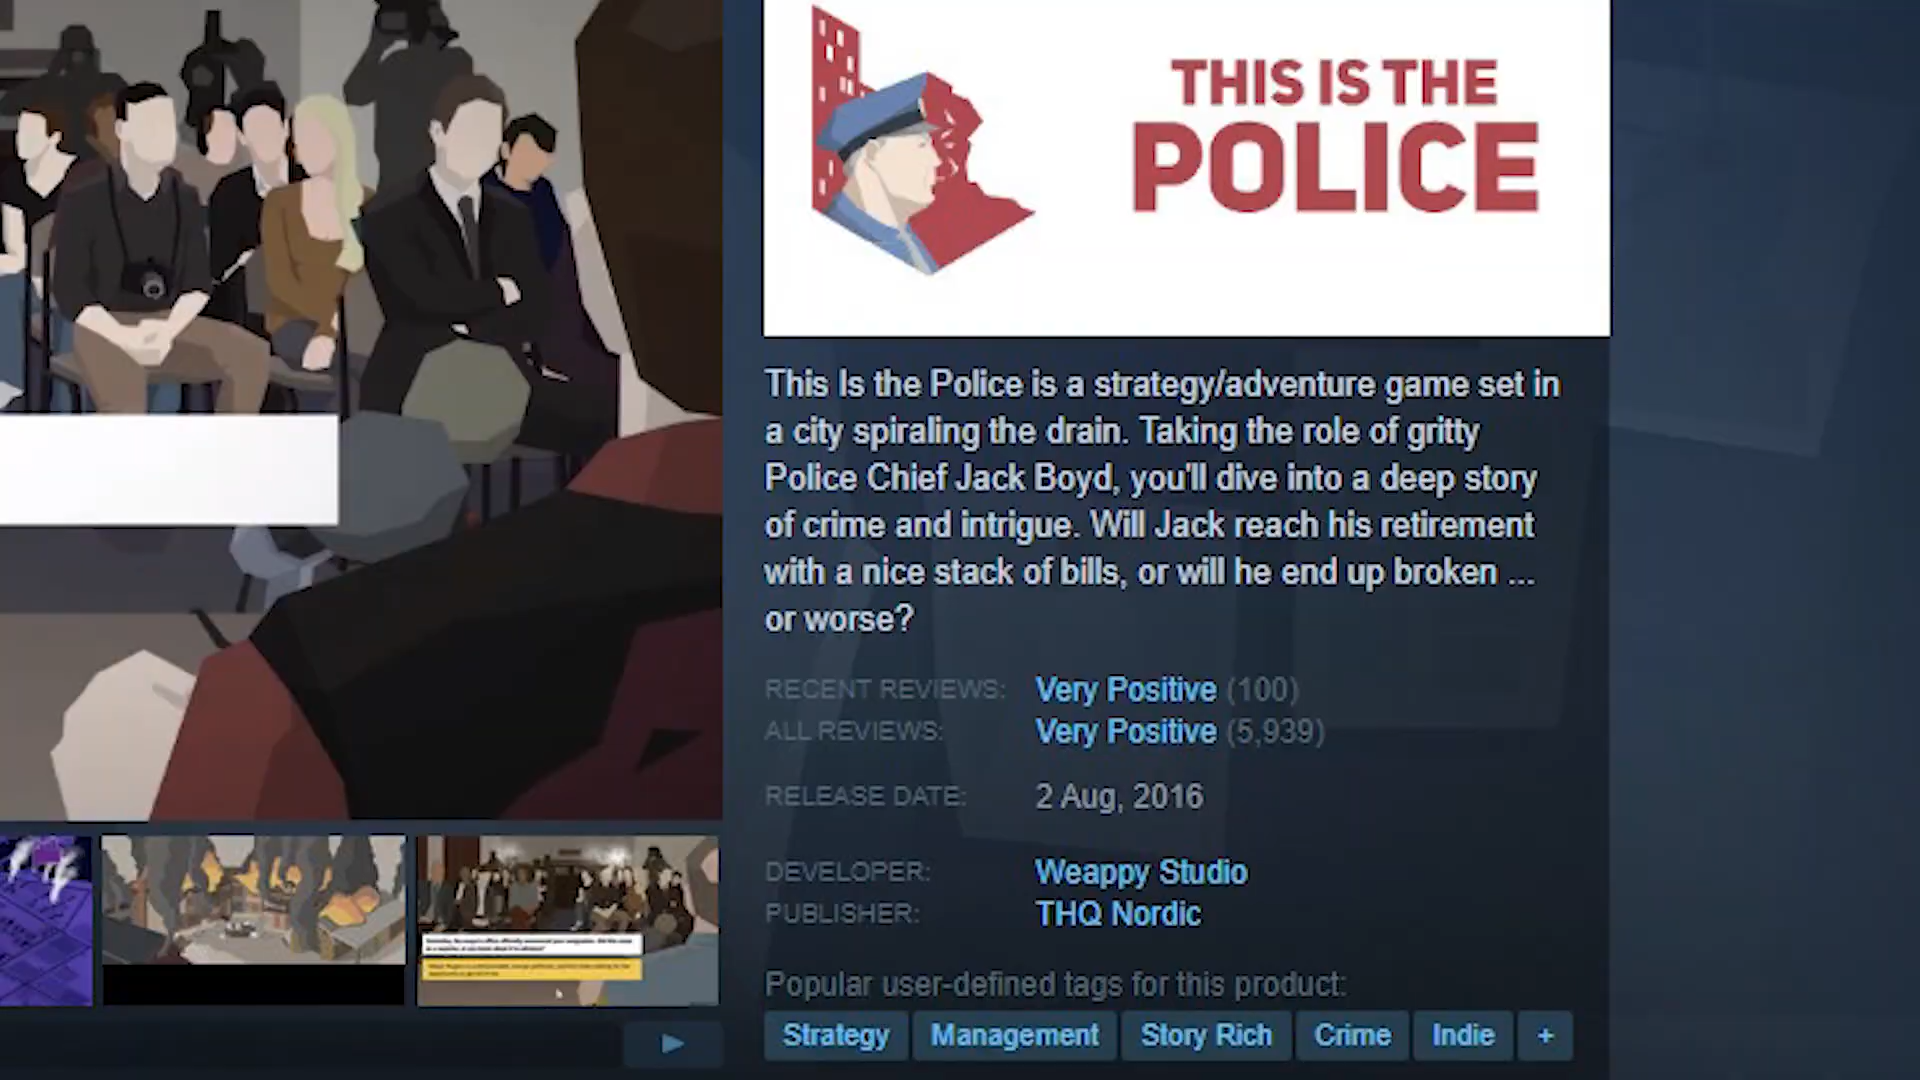 THIS IS THE
POLICE
This Is the Police is a strategy/adventure game set in
a city spiraling the drain. Taking the role of gritty
Police Chief Jack Boyd, you'll dive into a deep story
of crime and intrigue. Will Jack reach his retirement
with a nice stack of bills, or will he end up broken ...
or worse?
RECENT REVIEWS: Very Positive (100)
ALL REVIEWS: Very Positive (5,939)
RELEASE DATE: 2 Aug, 2016
DEVELOPER: Weappy Studio
PUBLISHER: THQ Nordic
Popular user-defined tags for this product:
Strategy Management Story Rich Crime Indie +